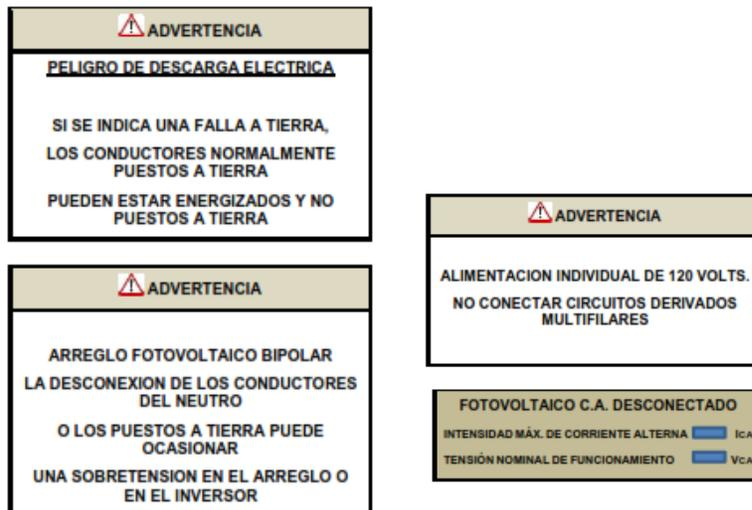 ADVERTENCIA
PELIGRO DE DESCARGA ELECTRICA
SI SE INDICA UNA FALLA A TIERRA,
LOS CONDUCTORES NORMALMENTE
PUESTOS A TIERRA
PUEDEN ESTAR ENERGIZADOS Y NO
PUESTOS A TIERRA
ADVERTENCIA
ARREGLO FOTOVOLTAICO BIPOLAR
LA DESCONEXION DE LOS CONDUCTORES
DEL NEUTRO
O LOS PUESTOS A TIERRA PUEDE
OCASIONAR
UNA SOBRETENSION EN EL ARREGLO O
EN EL INVERSOR
ADVERTENCIA
ALIMENTACION INDIVIDUAL DE 120 VOLTS.
NO CONECTAR CIRCUITOS DERIVADOS
MULTIFILARES
FOTOVOLTAICO C.A. DESCONECTADO
INTENSIDAD MÁX. DE CORRIENTE ALTERNA ICA
TENSIÓN NOMINAL DE FUNCIONAMIENTO VCA